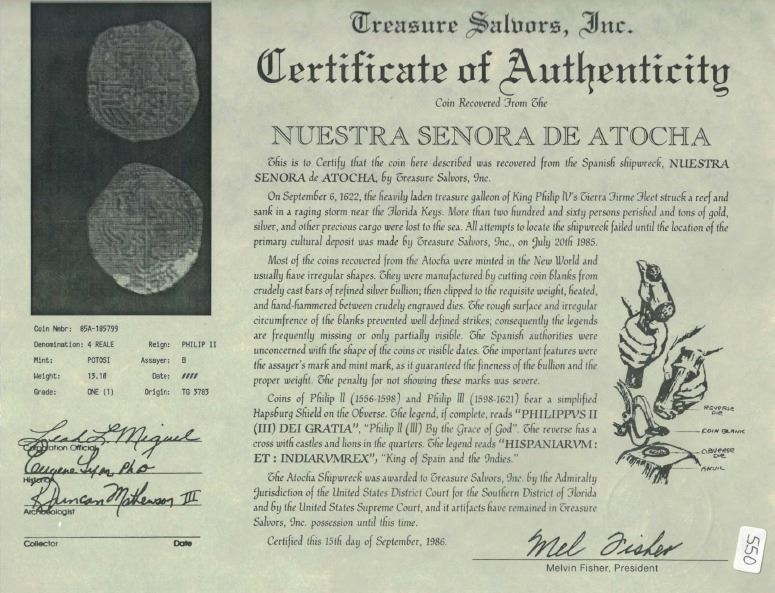 Treasure Salvors, Inc.
Certificate of Authenticity
Coin Recovered From The
NUESTRA SENORA DE ATOCHA
This is to Certify that the coin here described was recovered from the Spanish shipwreck, NUESTRA
SENORA de ATOCHA, by Treasure Salvors, Inc.
On September 6, 1622, the heavily laden treasure galleon of King Philip IV's Tierra Firme Fleet struck a reef and
sank in a raging storm near the Florida Keys. More than two hundred and sixty persons perished and tons of gold,
silver, and other precious cargo were lost to the sea. All attempts to locate the shipwreck failed until the location of the
primary cultural deposit was made by Treasure Salvors, Inc., on July 20th 1985.
Most of the coins recovered from the Atocha were minted in the New World and
usually have irregular shapes. They were manufactured by cutting coin blanks from
crudely cast bars of refined silver bullion; then clipped to the requisite weight, heated,
and hand-hammered between crudely engraved dies. The rough surface and irregular
circumfrence of the blanks prevented well defined strikes; consequently the legends
are frequently missing or only partially visible. The Spanish authorities were
unconcerned with the shape of the coins or visible dates. The important features were
the assayer's mark and mint mark, as it guaranteed the fineness of the bullion and the
proper weight. The penalty for not showing these marks was severe.
Coins of Philip II (1556-1598) and Philip III (1598-1621) bear a simplified
Hapsburg Shield on the Obverse. The legend, if complete, reads "PHILIPPVS II
(III) DEI GRATIA", "Philip II (III) By the Grace of God". The reverse has a
cross with castles and lions in the quarters. The legend reads "HISPANIARVM :
ET : INDIARVMREX", "King of Spain and the Indies."
The Atocha Shipwreck was awarded to Treasure Salvors, Inc. by the Admiralty
Jurisdiction of the United States District Court for the Southern District of Florida
and by the United States Supreme Court, and it artifacts have remained in Treasure
Salvors, Inc. possession until this time.
Certified this 15th day of September, 1986.
Mel Fisher
Melvin Fisher, President
REVERSE
DIE
COIN BLANK
OBVERSE
DIE
ANVIL
550
Coin Nmbr: 85A-185799
Denomination: 4 REALE Reign: PHILIP II
Mint: POTOSI Assayer: B
Weight: 13.10 Date: ####
Grade: ONE (1) Origin: TG 3783
Miguel
Corporation Official
Eugene Lyon PhD
Historian
R Duncan Mathewson III
Archeologist
Collector Date